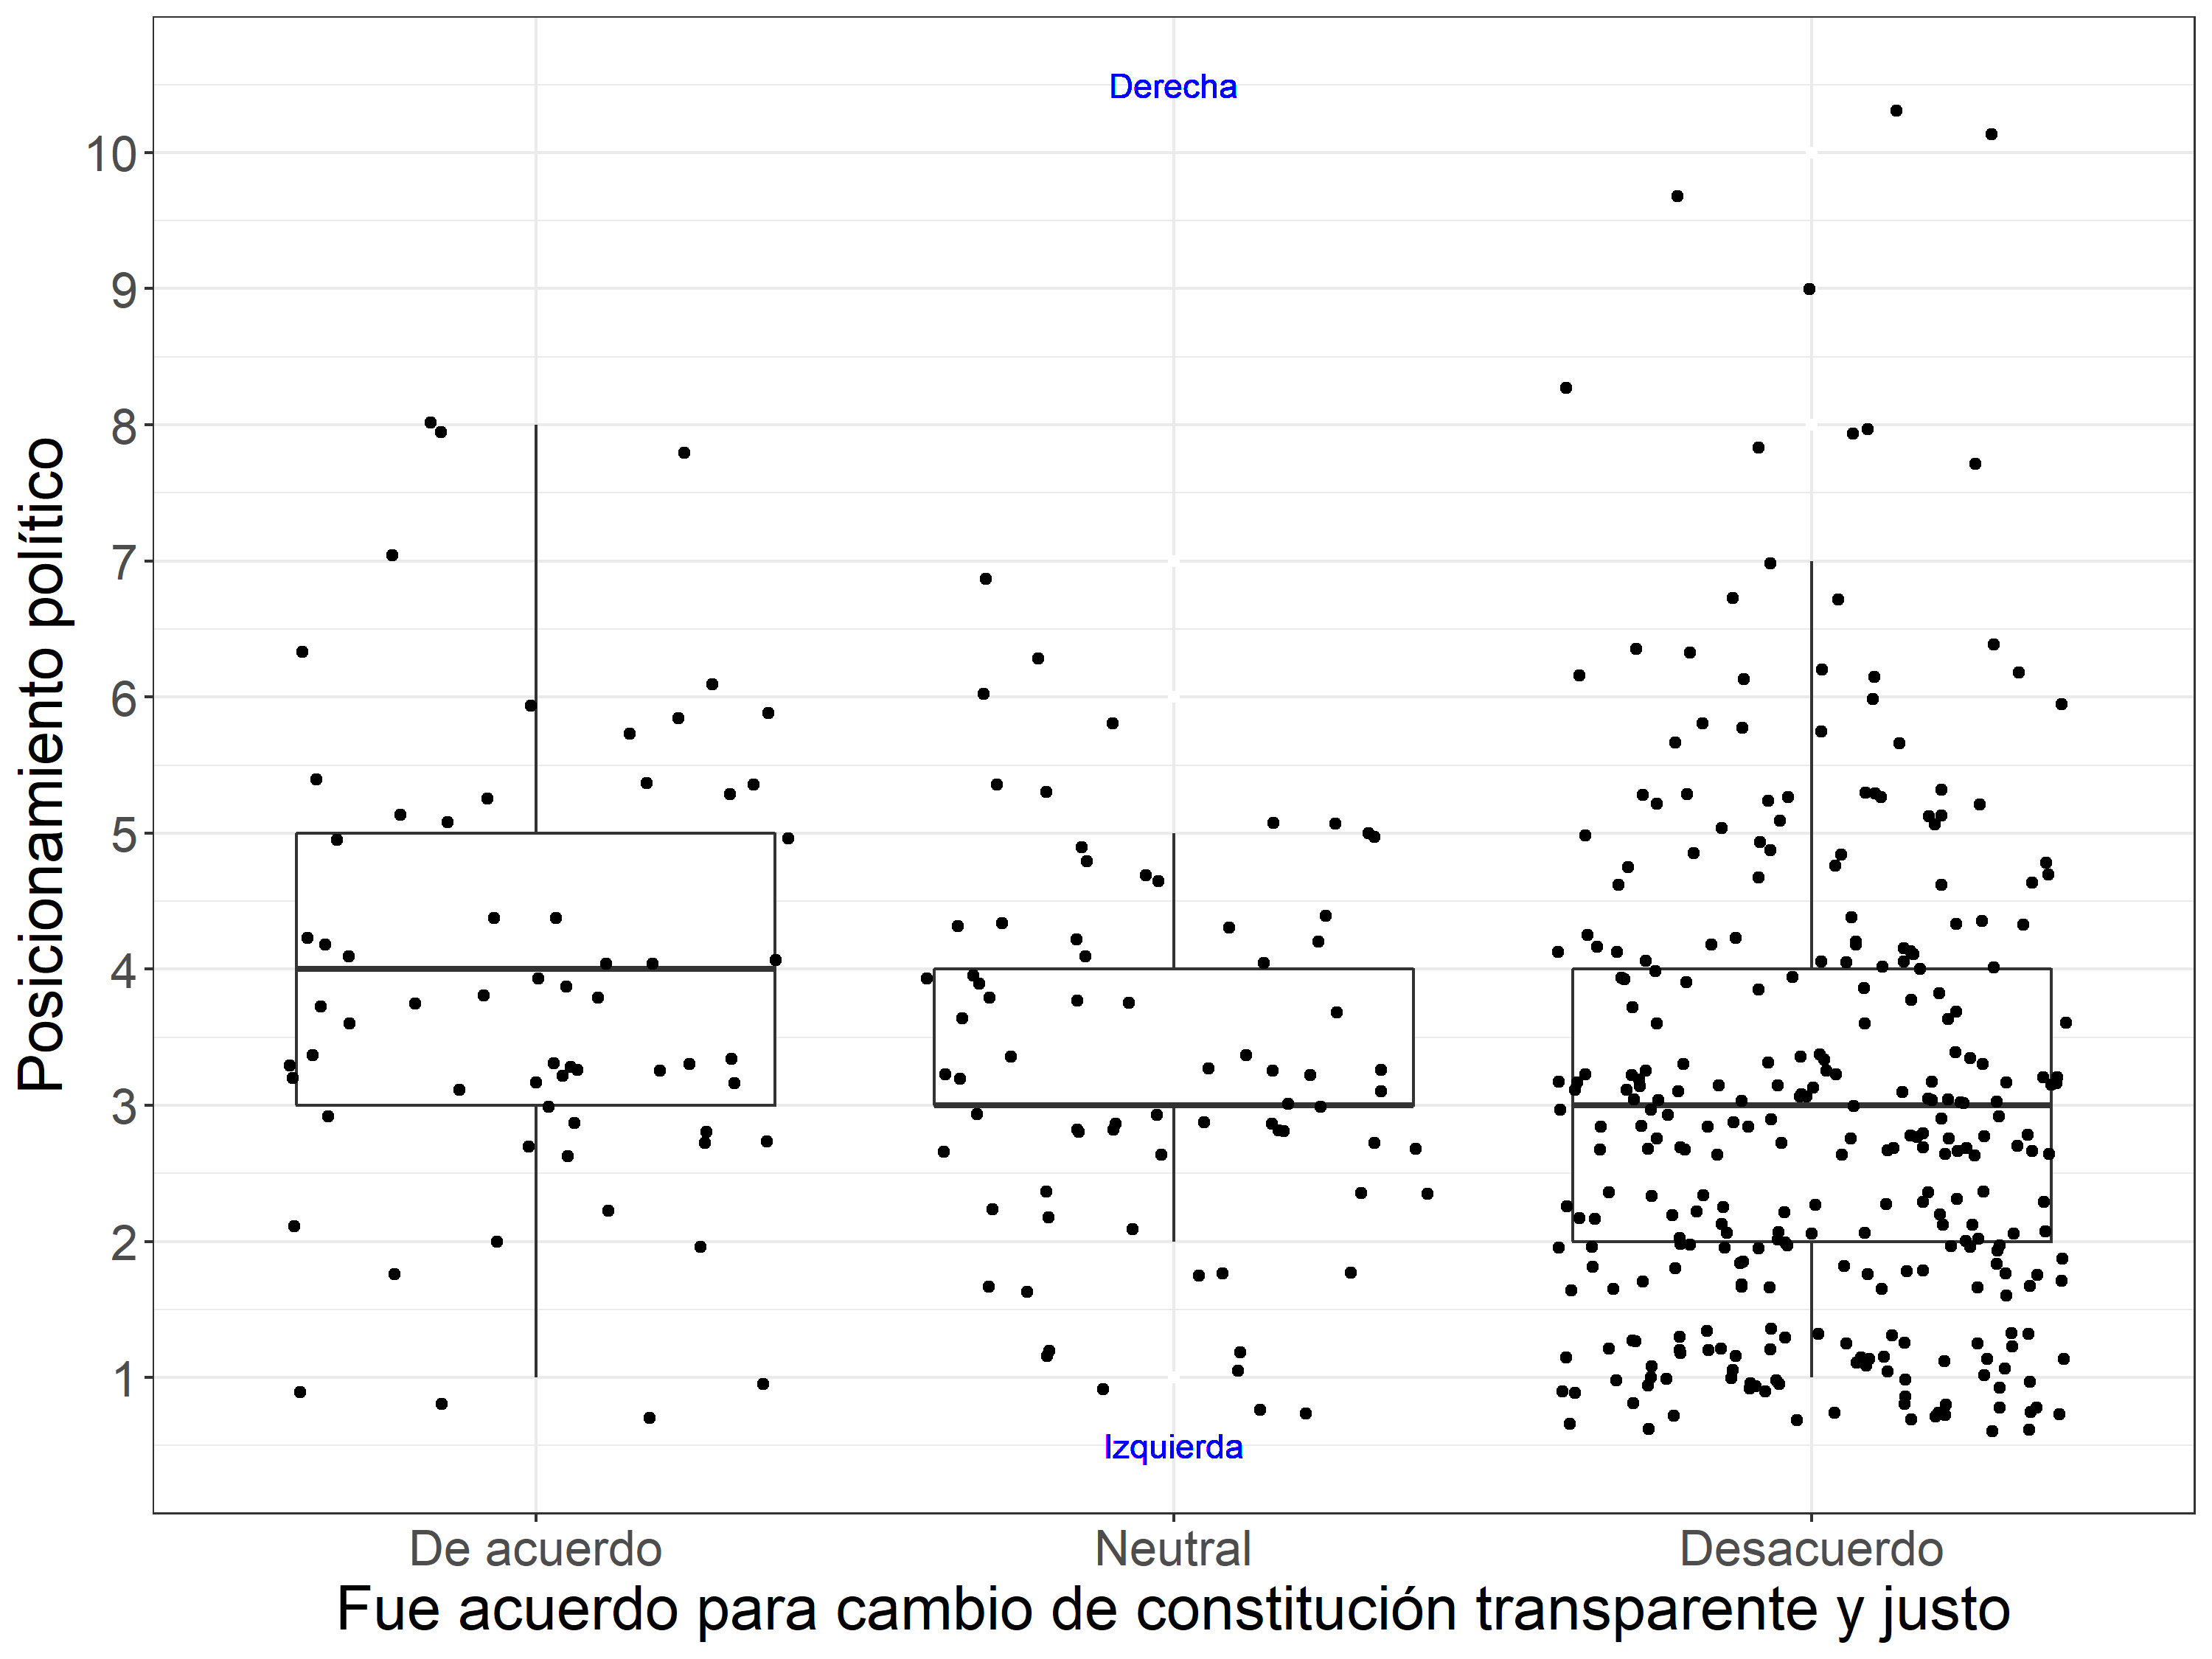 Derecha
10
9
8
7
6
5
4
3
2
1
Posicionamiento político
Izquierda
De acuerdo
Neutral
Desacuerdo
Fue acuerdo para cambio de constitución transparente y justo